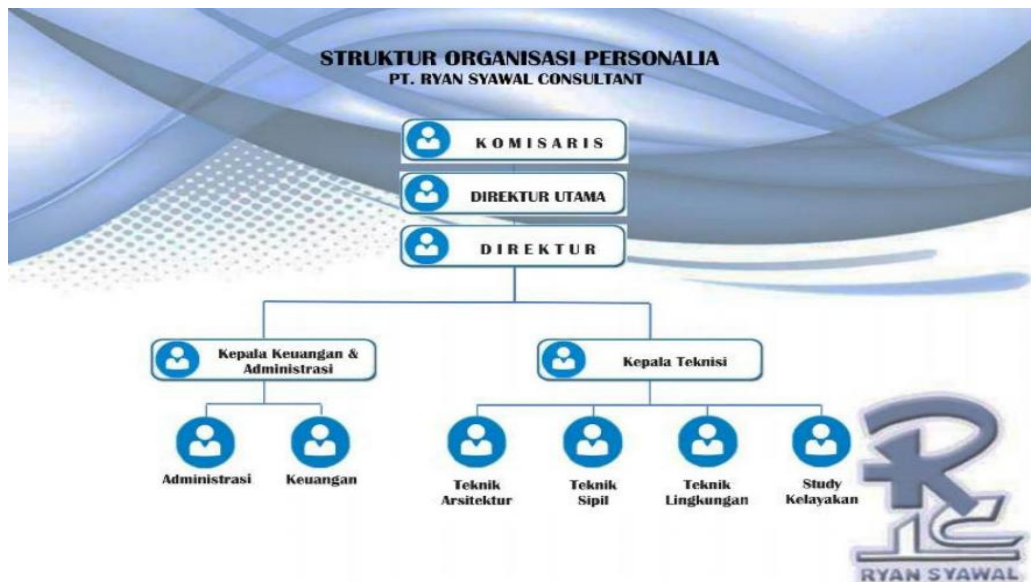 STRUKTUR ORGANISASI PERSONALIA
PT. RYAN SYAWAL CONSULTANT
KOMISARIS
DIREKTUR UTAMA
DIREKTUR
Kepala Keuangan &
Administrasi
Kepala Teknisi
Administrasi
Keuangan
Teknik
Arsitektur
Teknik
Sipil
Teknik
Lingkungan
Study
Kelayakan
RYAN SYAWAL